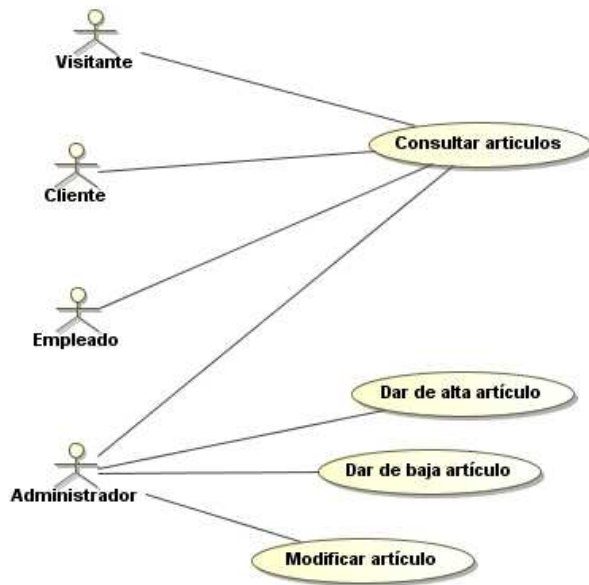 Visitante
Consultar articulos
Cliente
Empleado
Dar de alta artículo
Dar de baja artículo
Administrador
Modificar artículo